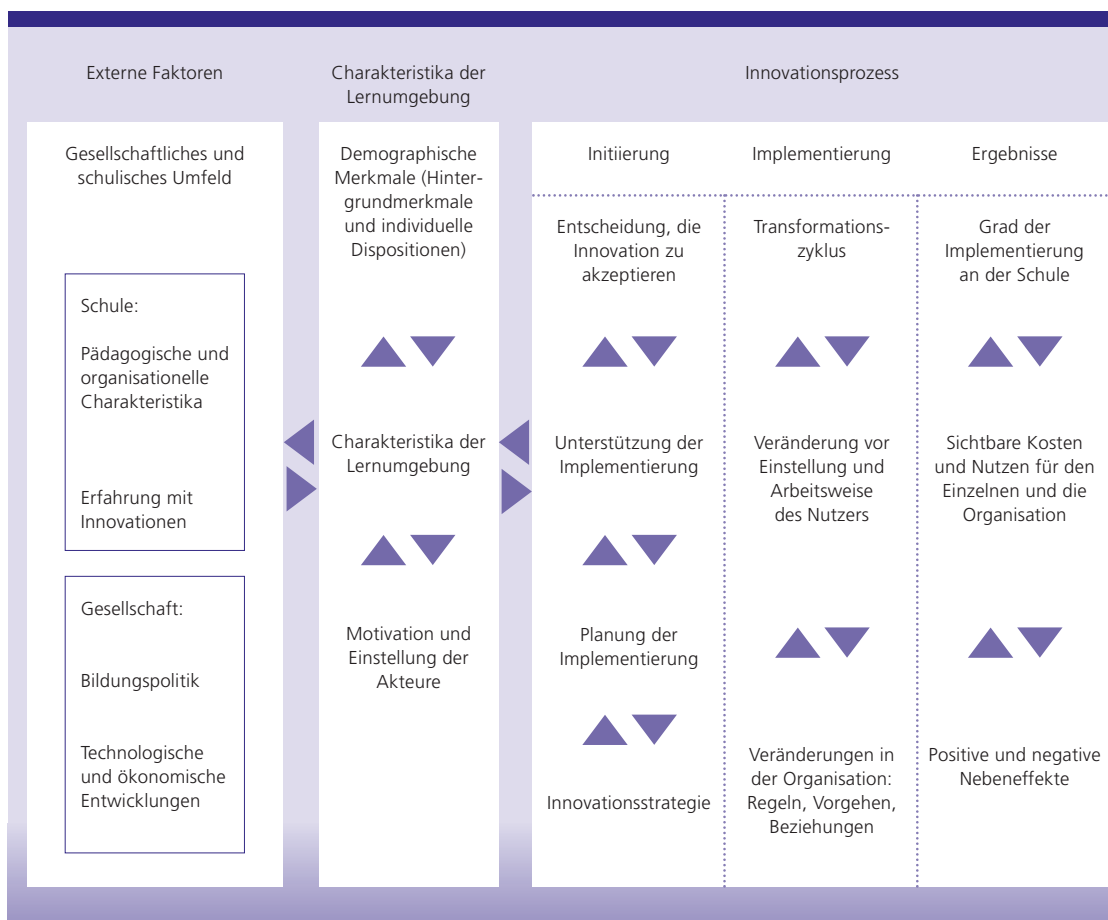 Externe Faktoren
Charakteristika der
Lernumgebung
Innovationsprozess
Gesellschaftliches und
schulisches Umfeld
Schule:
Pädagogische und
organisationelle
Charakteristika
Erfahrung mit
Innovationen
Gesellschaft:
Bildungspolitik
Technologische
und ökonomische
Entwicklungen
Demographische
Merkmale (Hinter-
grundmerkmale
und individuelle
Dispositionen)
Charakteristika der
Lernumgebung
Motivation und
Einstellung der
Akteure
Initiierung
Entscheidung, die
Innovation zu
akzeptieren
Unterstützung der
Implementierung
Planung der
Implementierung
Innovationsstrategie
Implementierung
Transformations-
zyklus
Veränderung vor
Einstellung und
Arbeitsweise
des Nutzers
Veränderungen in
der Organisation:
Regeln, Vorgehen,
Beziehungen
Ergebnisse
Grad der
Implementierung
an der Schule
Sichtbare Kosten
und Nutzen für den
Einzelnen und die
Organisation
Positive und negative
Nebeneffekte